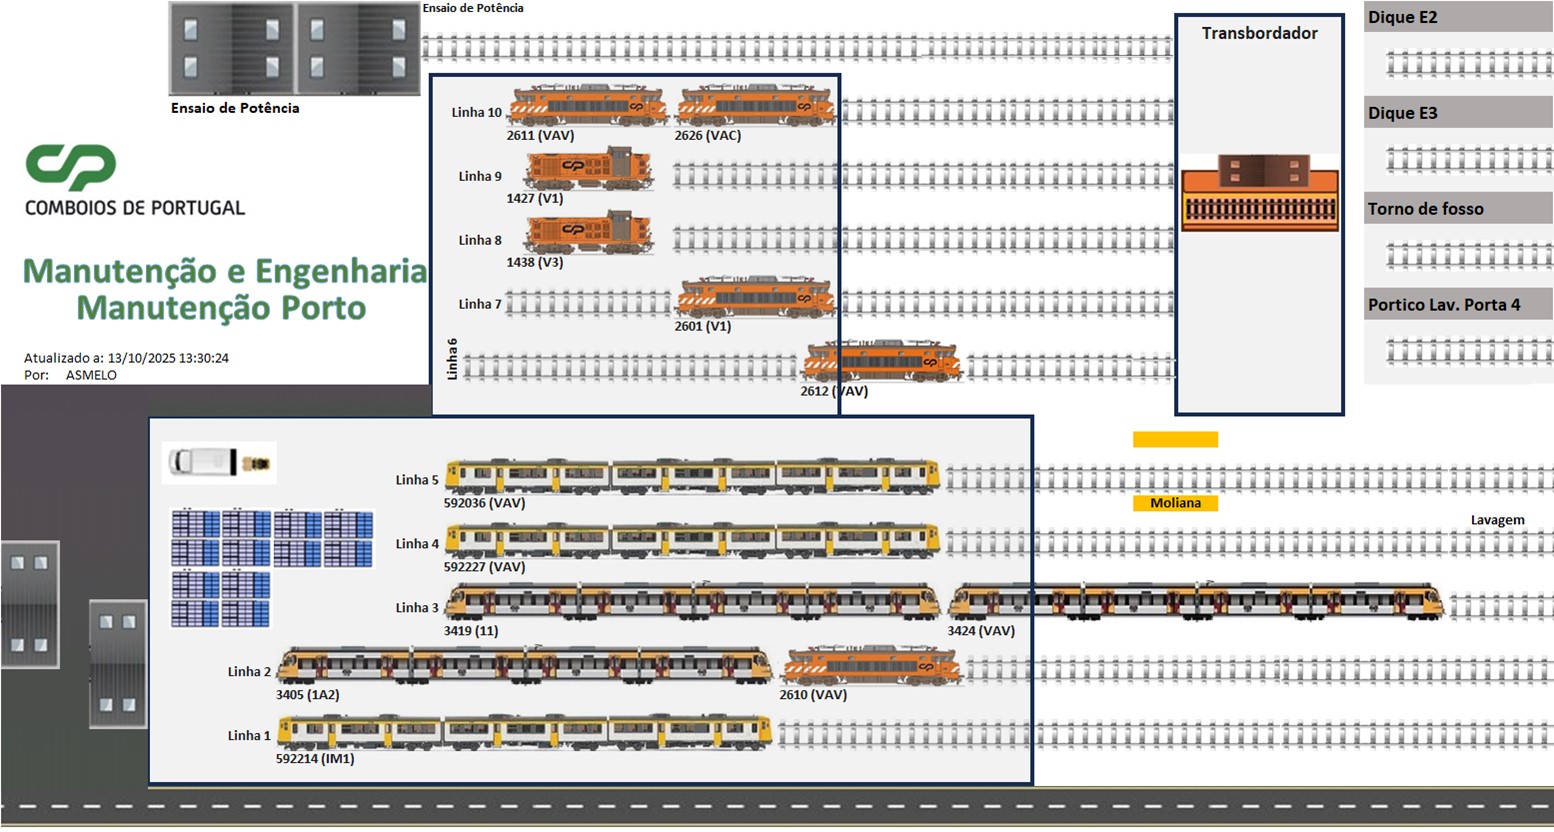 Ensaio de Potência
Ensaio de Potência
Transbordador
Dique E2
Dique E3
Torno de fosso
Portico Lav. Porta 4
CP
COMBOIOS DE PORTUGAL
Manutenção e Engenharia
Manutenção Porto
Atualizado a: 13/10/2025 13:30:24
Por: ASMELO
Linha 10
2611 (VAV)
2626 (VAC)
Linha 9
1427 (V1)
Linha 8
1438 (V3)
Linha 7
2601 (V1)
Linha 6
2612 (VAV)
Linha 5
592036 (VAV)
Moliana
Lavagem
Linha 4
592227 (VAV)
Linha 3
3419 (11)
3424 (VAV)
Linha 2
3405 (1A2)
2610 (VAV)
Linha 1
592214 (IM1)